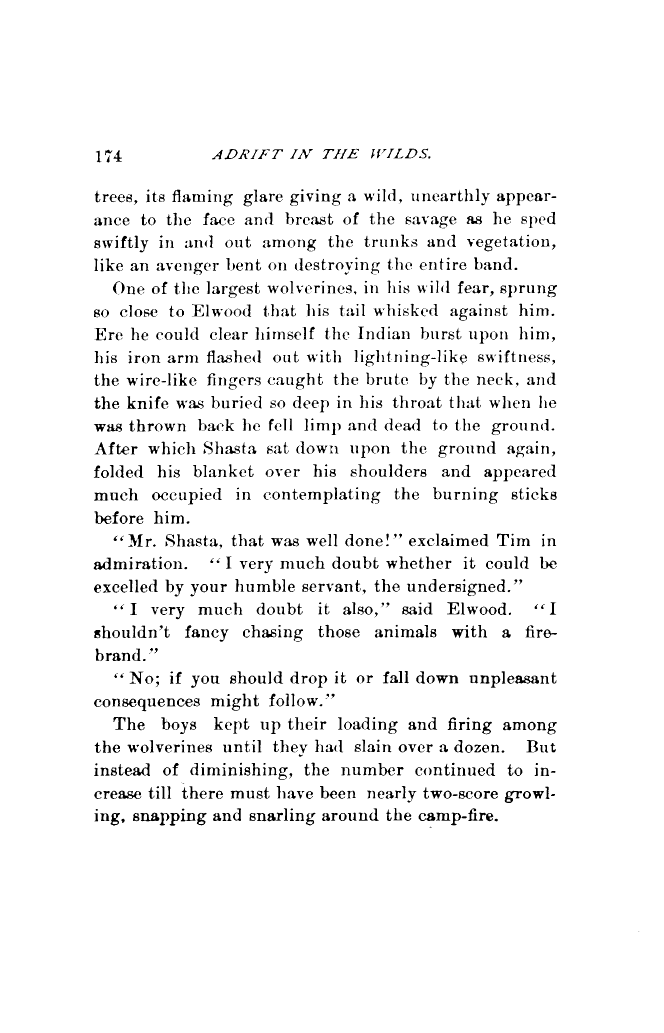 174 ADRIFT IN THE WILDS.
trees, its flaming glare giving a wild, unearthly appear-
ance to the face and breast of the savage as he sped
swiftly in and out among the trunks and vegetation,
like an avenger bent on destroying the entire band.
One of the largest wolverines, in his wild fear, sprung
so close to Elwood that his tail whisked against him.
Ere he could clear himself the Indian burst upon him,
his iron arm flashed out with lightning-like swiftness,
the wire-like fingers caught the brute by the neck, and
the knife was buried so deep in his throat that when he
was thrown back he fell limp and dead to the ground.
After which Shasta sat down upon the ground again,
folded his blanket over his shoulders and appeared
much occupied in contemplating the burning sticks
before him.
“Mr. Shasta, that was well done!” exclaimed Tim in
admiration. “I very much doubt whether it could be
excelled by your humble servant, the undersigned.”
“I very much doubt it also,” said Elwood. “I
shouldn't fancy chasing those animals with a fire-
brand.”
“No; if you should drop it or fall down unpleasant
consequences might follow.”
The boys kept up their loading and firing among
the wolverines until they had slain over a dozen. But
instead of diminishing, the number continued to in-
crease till there must have been nearly two-score growl-
ing, snapping and snarling around the camp-fire.